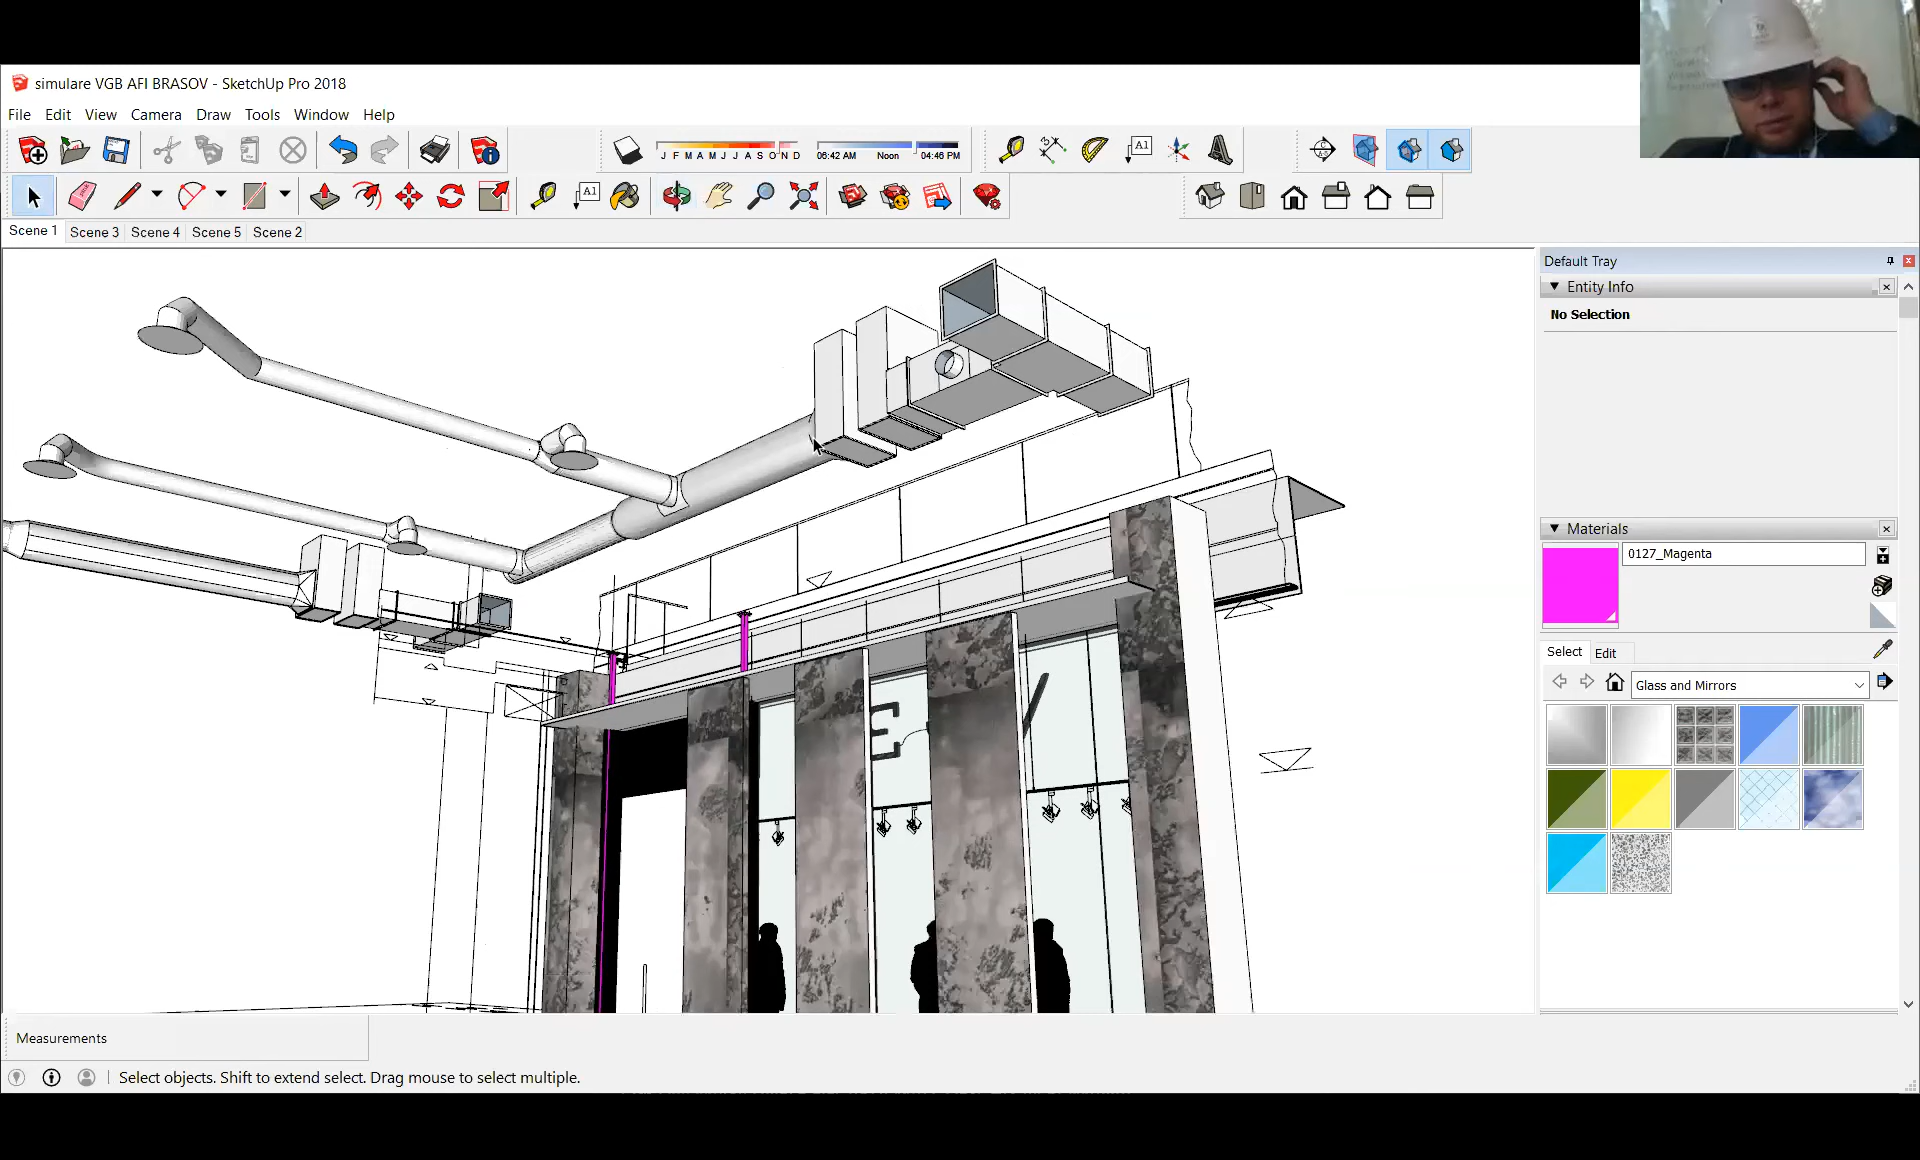 simulare VGB AFI BRASOV - SketchUp Pro 2018
File Edit View Camera Draw Tools Window Help
J F M A M J J A S O N D 06:42 AM Noon 04:46 PM
A1
A1
Scene 1 Scene 3 Scene 4 Scene 5 Scene 2
Default Tray
Entity Info
No Selection
Materials
0127_Magenta
Select Edit
Glass and Mirrors
E
Measurements
Select objects. Shift to extend select. Drag mouse to select multiple.